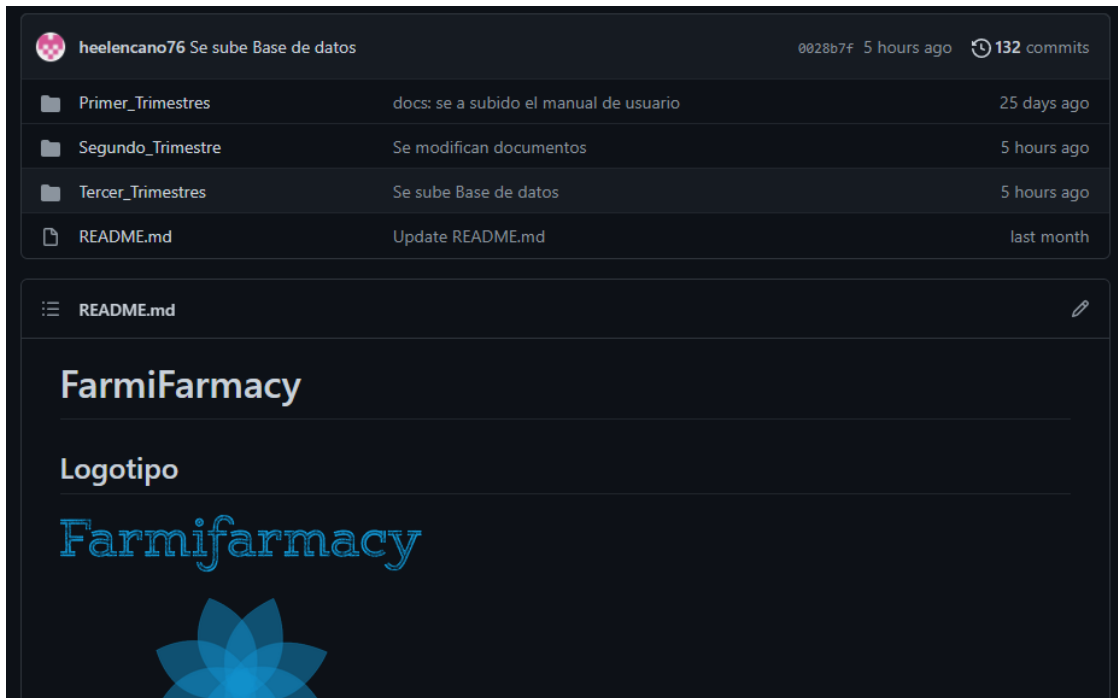 heelencano76 Se sube Base de datos 0028b7f 5 hours ago 132 commits
Primer_Trimestres docs: se a subido el manual de usuario 25 days ago
Segundo_Trimestre Se modifican documentos 5 hours ago
Tercer_Trimestres Se sube Base de datos 5 hours ago
README.md Update README.md last month
README.md
FarmiFarmacy
Logotipo
Farmifarmacy